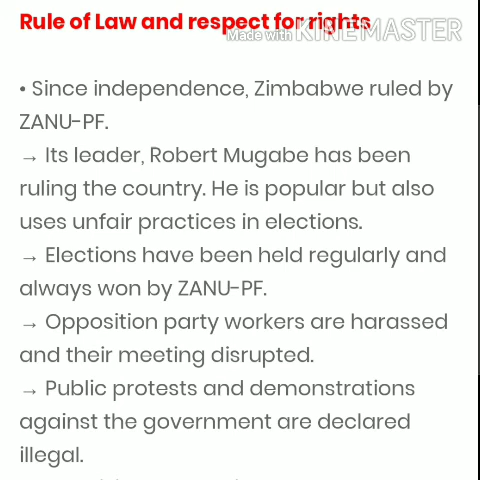 Rule of Law and respect for rights
Made with KINEMASTER
• Since independence, Zimbabwe ruled by
ZANU-PF.
→ Its leader, Robert Mugabe has been
ruling the country. He is popular but also
uses unfair practices in elections.
→ Elections have been held regularly and
always won by ZANU-PF.
→ Opposition party workers are harassed
and their meeting disrupted.
→ Public protests and demonstrations
against the government are declared
illegal.